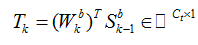 T_k = (W_k^b)^T S_{k-1}^b ∈ □^{C_t×1}